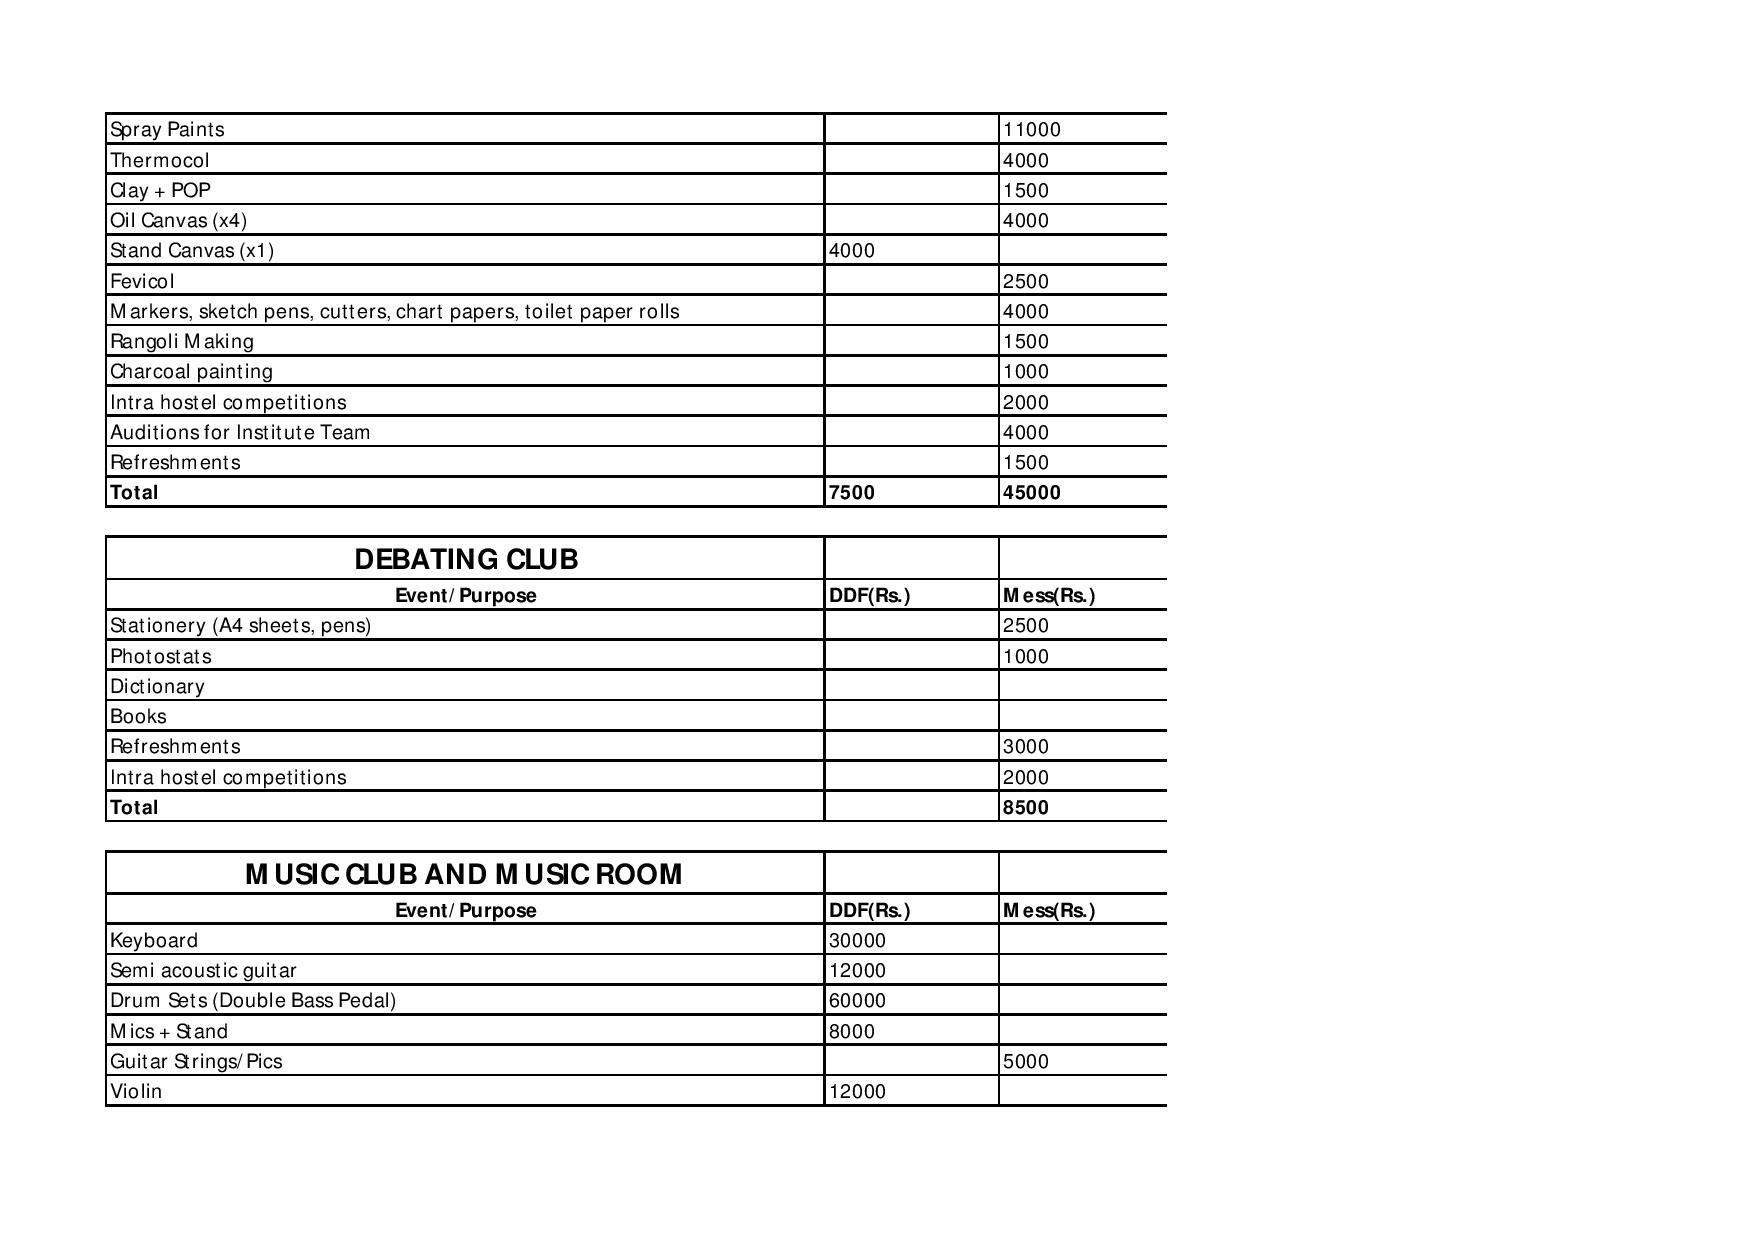 Spray Paints 11000
Thermocol 4000
Clay + POP 1500
Oil Canvas (x4) 4000
Stand Canvas (x1) 4000
Fevicol 2500
Markers, sketch pens, cutters, chart papers, toilet paper rolls 4000
Rangoli Making 1500
Charcoal painting 1000
Intra hostel competitions 2000
Auditions for Institute Team 4000
Refreshments 1500
Total 7500 45000
DEBATING CLUB
Event/Purpose DDF(Rs.) Mess(Rs.)
Stationery (A4 sheets, pens) 2500
Photostats 1000
Dictionary
Books
Refreshments 3000
Intra hostel competitions 2000
Total 8500
MUSIC CLUB AND MUSIC ROOM
Event/Purpose DDF(Rs.) Mess(Rs.)
Keyboard 30000
Semi acoustic guitar 12000
Drum Sets (Double Bass Pedal) 60000
Mics + Stand 8000
Guitar Strings/Pics 5000
Violin 12000